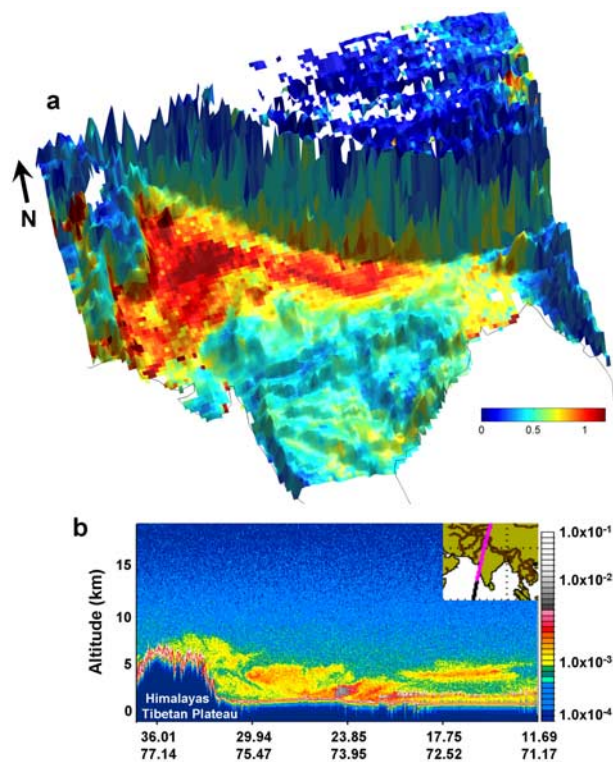 a
N
0 0.5 1
b
Altitude (km)
15
10
5
0
Himalayas
Tibetan Plateau
1.0x10⁻¹
1.0x10⁻²
1.0x10⁻³
1.0x10⁻⁴
36.01 29.94 23.85 17.75 11.69
77.14 75.47 73.95 72.52 71.17